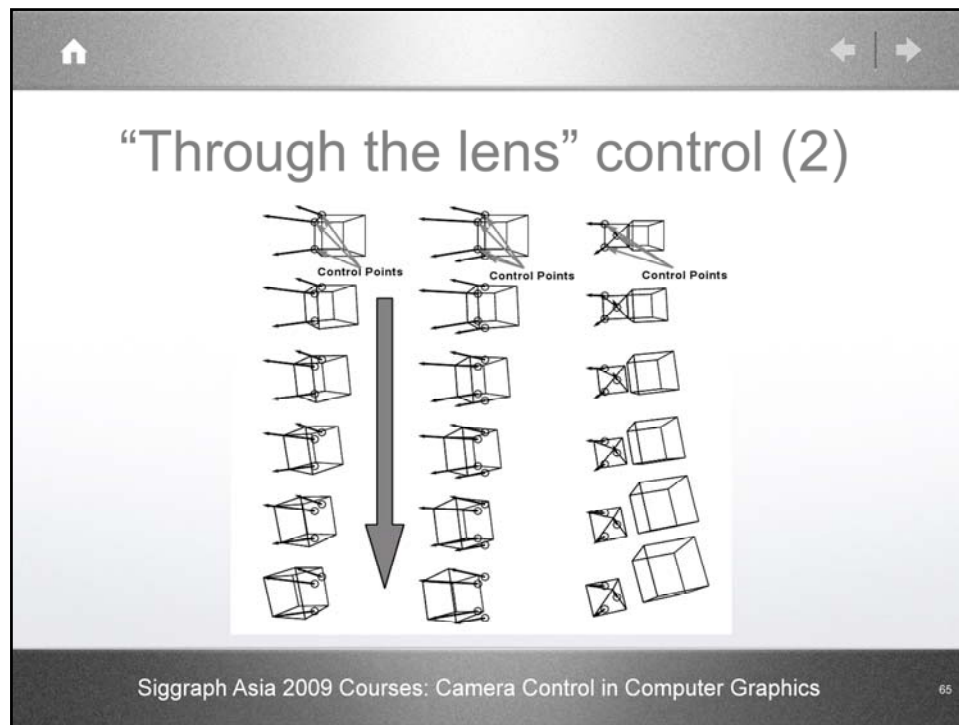 “Through the lens” control (2)
Control Points
Control Points
Control Points
Siggraph Asia 2009 Courses: Camera Control in Computer Graphics
65